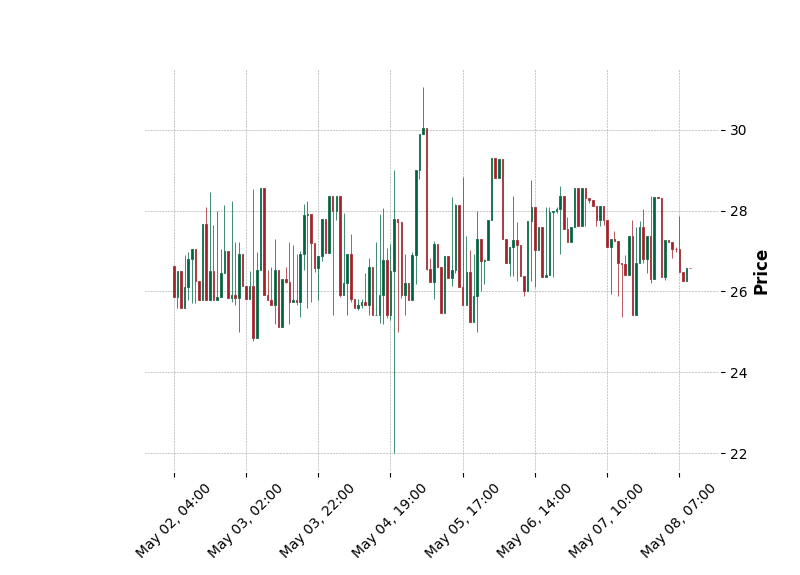 30
28
26
24
22
Price
May 02, 04:00
May 03, 02:00
May 03, 22:00
May 04, 19:00
May 05, 17:00
May 06, 14:00
May 07, 10:00
May 08, 07:00